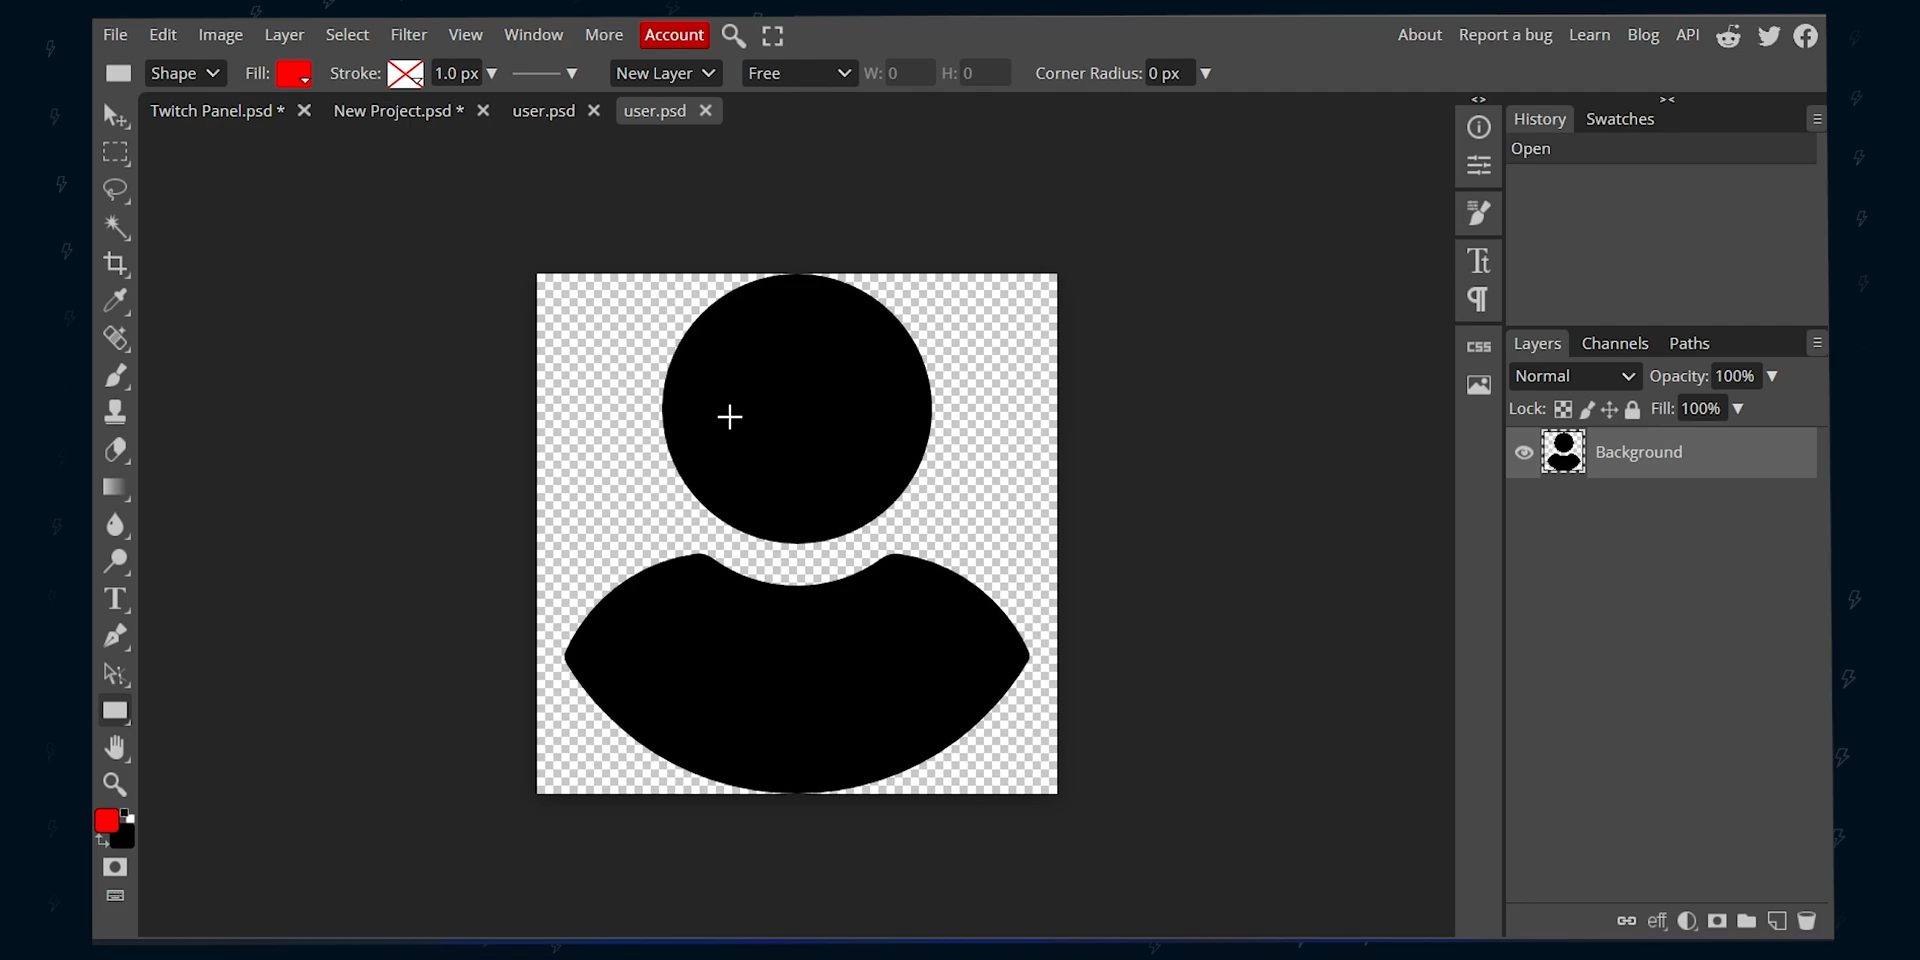 File Edit Image Layer Select Filter View Window More Account About Report a bug Learn Blog API
Shape Fill: Stroke: 1.0 px New Layer Free W: 0 H: 0 Corner Radius: 0 px
Twitch Panel.psd * New Project.psd * user.psd user.psd
History Swatches
Open
CSS
Layers Channels Paths
Normal Opacity: 100%
Lock: Fill: 100%
Background
eff